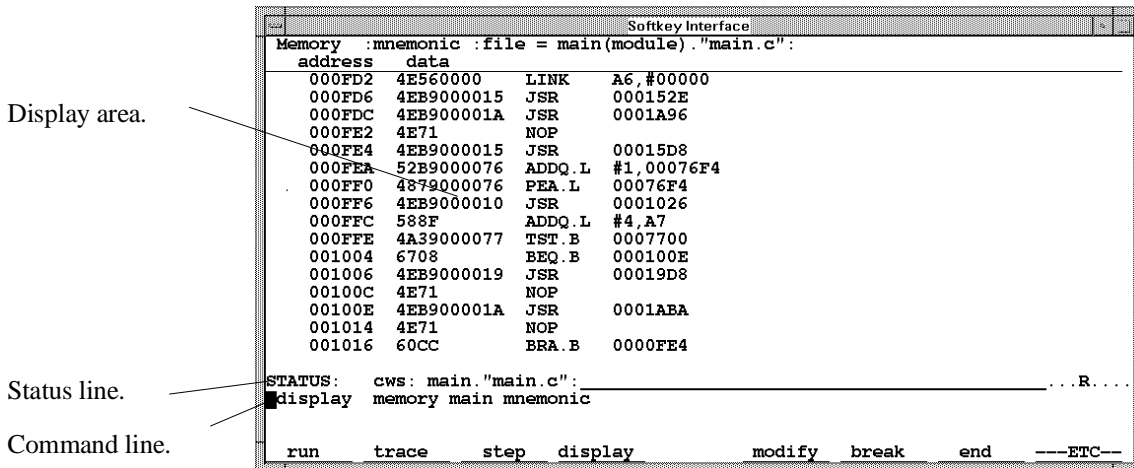 Softkey Interface
Memory :mnemonic :file = main(module)."main.c":
address data
000FD2 4E560000 LINK A6,#00000
000FD6 4EB9000015 JSR 000152E
Display area.
000FDC 4EB900001A JSR 0001A96
000FE2 4E71 NOP
000FE4 4EB9000015 JSR 00015D8
000FEA 52B9000076 ADDQ.L #1,00076F4
000FF0 4879000076 PEA.L 00076F4
000FF6 4EB9000010 JSR 0001026
000FFC 588F ADDQ.L #4,A7
000FFE 4A39000077 TST.B 0007700
001004 6708 BEQ.B 000100E
001006 4EB9000019 JSR 00019D8
00100C 4E71 NOP
00100E 4EB900001A JSR 0001ABA
001014 4E71 NOP
001016 60CC BRA.B 0000FE4
Status line.
STATUS: cws: main."main.c":...R....
display memory main mnemonic
Command line.
run trace step display modify break end ---ETC--